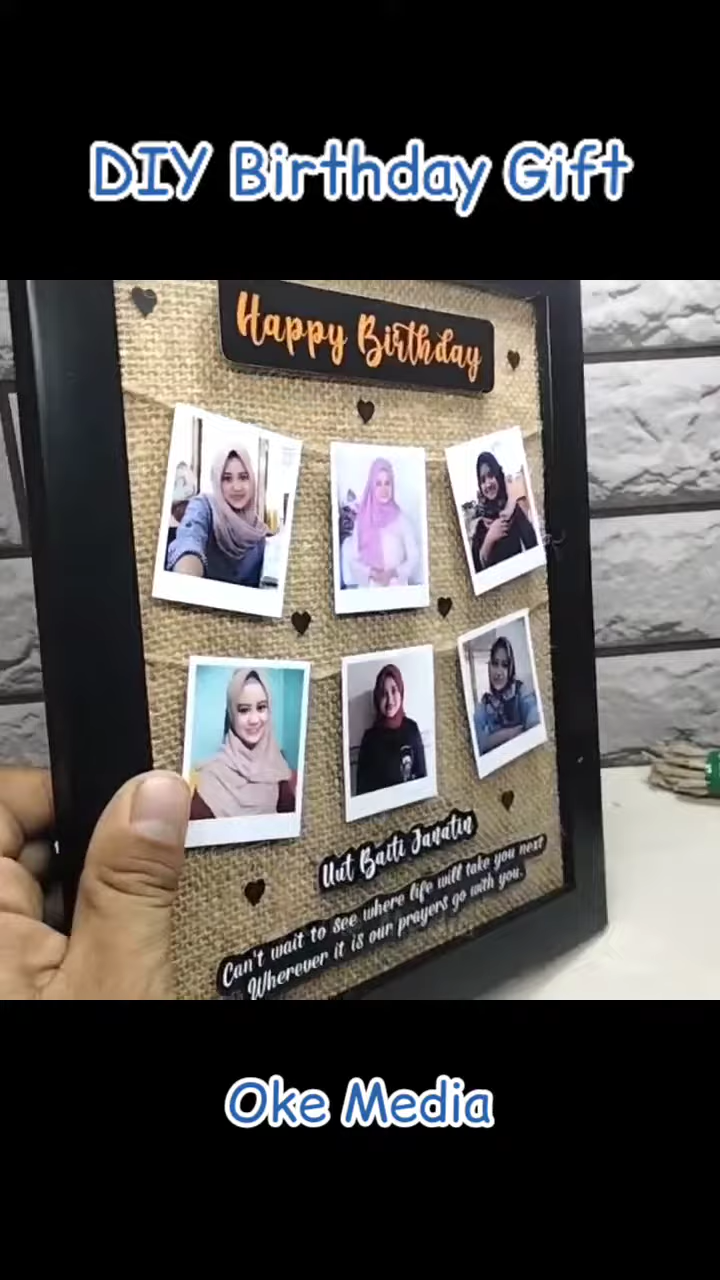 DIY Birthday Gift
Happy Birthday
Uut Baiti Janatin
Can't wait to see where life will take you next
Wherever it is our prayers go with you.
Oke Media